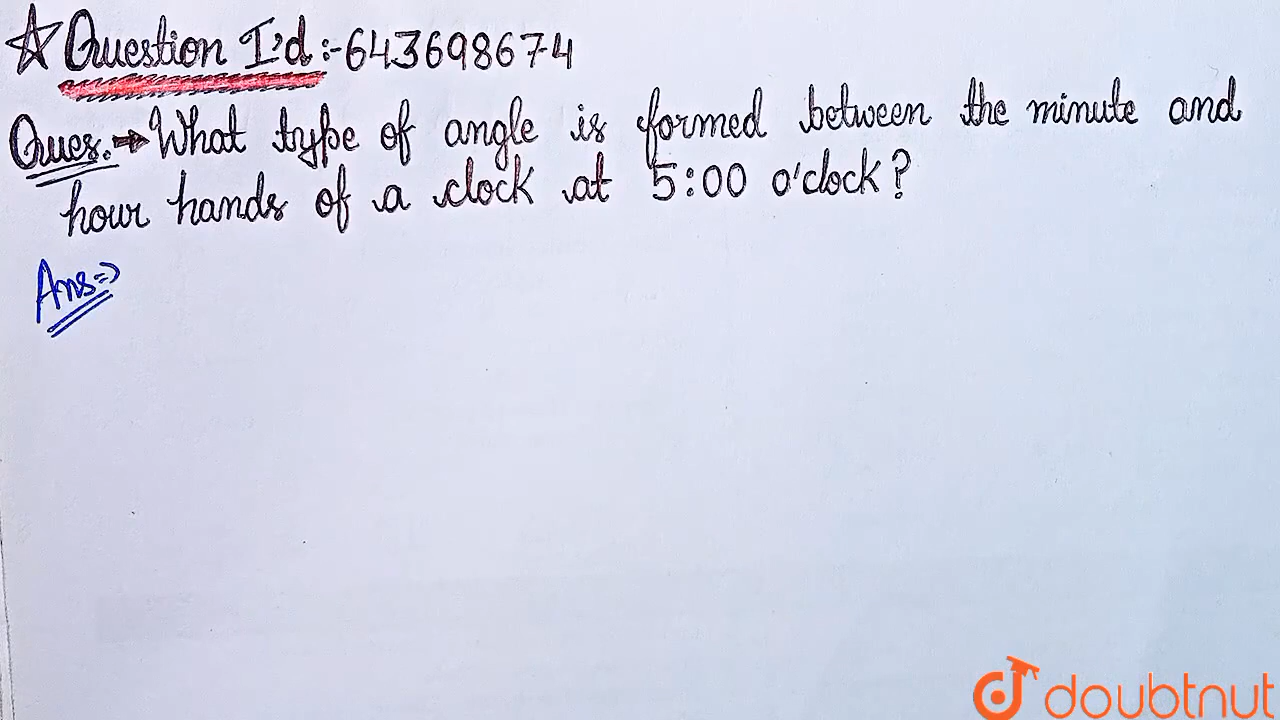 ☆ Question I'd :- 643698674
Ques. → What type of angle is formed between the minute and
hour hands of a clock at 5:00 o'clock?
Ans ⇒
doubtnut